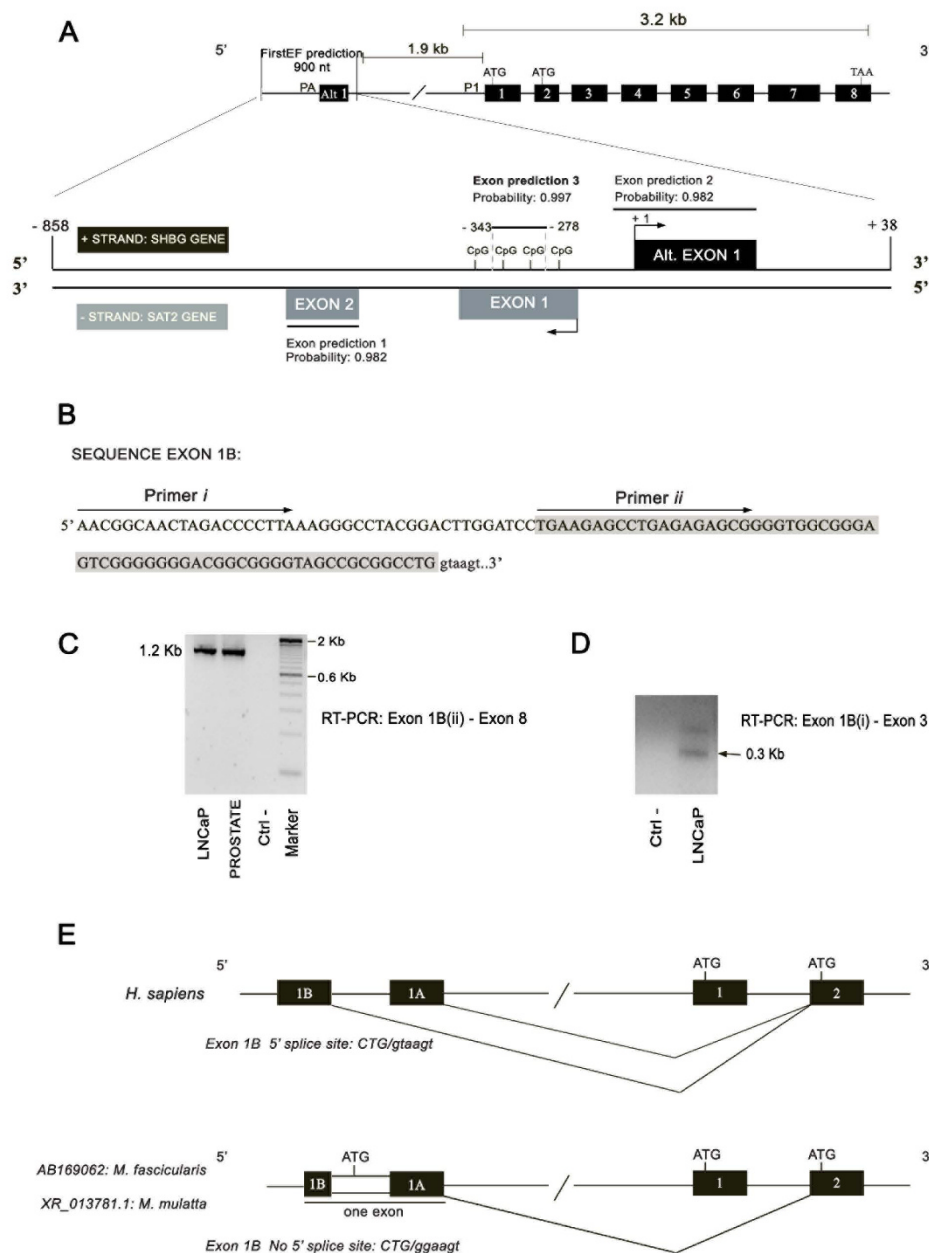 A
5' 3.2 kb 3
FirstEF prediction
900 nt
1.9 kb
PA Alt 1 P1 ATG ATG TAA
1 2 3 4 5 6 7 8
Exon prediction 3
Probability: 0.997
Exon prediction 2
Probability: 0.982
- 858 - 343 - 278 + 1 + 38
+ STRAND: SHBG GENE
CpG CpG CpG CpG
Alt. EXON 1
5' 3'
3' 5'
- STRAND: SAT2 GENE
EXON 2 EXON 1
Exon prediction 1
Probability: 0.982
B
SEQUENCE EXON 1B:
Primer i Primer ii
5' AACGGCAACTAGACCCCTTAAAGGGCCTACGGACTTGGATCCTGAAGAGCCTGAGAGAGCGGGGTGGCGGGA
GTCGGGGGGGACGGCGGGGTAGCCGCGGCCTG gtaagt..3'
C
1.2 Kb
2 Kb
0.6 Kb
RT-PCR: Exon 1B(ii) - Exon 8
LNCaP
PROSTATE
Ctrl -
Marker
D
RT-PCR: Exon 1B(i) - Exon 3
0.3 Kb
Ctrl -
LNCaP
E
5' ATG ATG 3
H. sapiens 1B 1A 1 2
Exon 1B 5' splice site: CTG/gtaagt
5' ATG ATG ATG 3
AB169062: M. fascicularis
1B 1A 1 2
XR_013781.1: M. mulatta
one exon
Exon 1B No 5' splice site: CTG/ggaagt